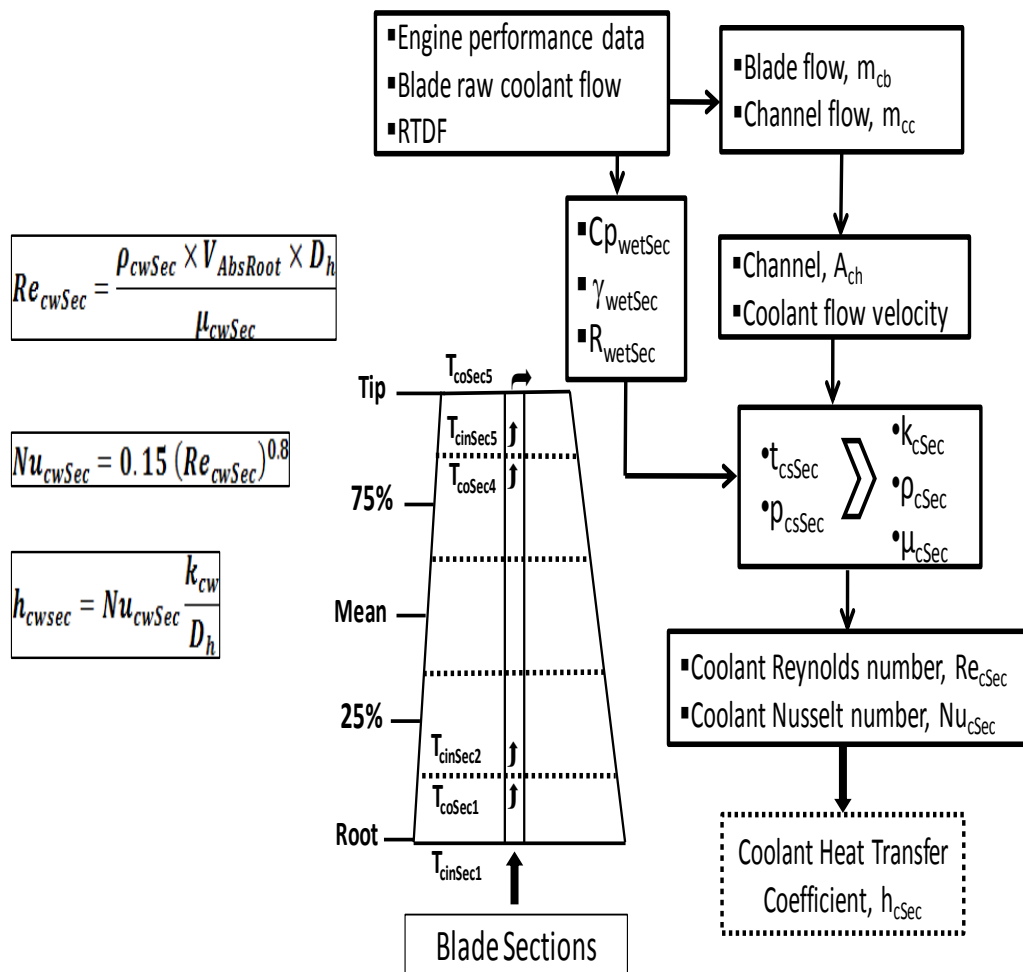 ▪Engine performance data
▪Blade raw coolant flow
▪RTDF
▪Blade flow, m_cb
▪Channel flow, m_cc
▪Cp_wetSec
▪γ_wetSec
▪R_wetSec
▪Channel, A_ch
▪Coolant flow velocity
Re_cwSec = (ρ_cwSec × V_AbsRoot × D_h) / μ_cwSec
Nu_cwSec = 0.15 (Re_cwSec)^0.8
h_cwsec = Nu_cwSec k_cw / D_h
T_coSec5
Tip
T_cinSec5
T_coSec4
75%
Mean
25%
T_cinSec2
T_coSec1
Root
T_cinSec1
Blade Sections
•t_csSec
•p_csSec
•k_cSec
•ρ_cSec
•μ_cSec
▪Coolant Reynolds number, Re_cSec
▪Coolant Nusselt number, Nu_cSec
Coolant Heat Transfer
Coefficient, h_cSec